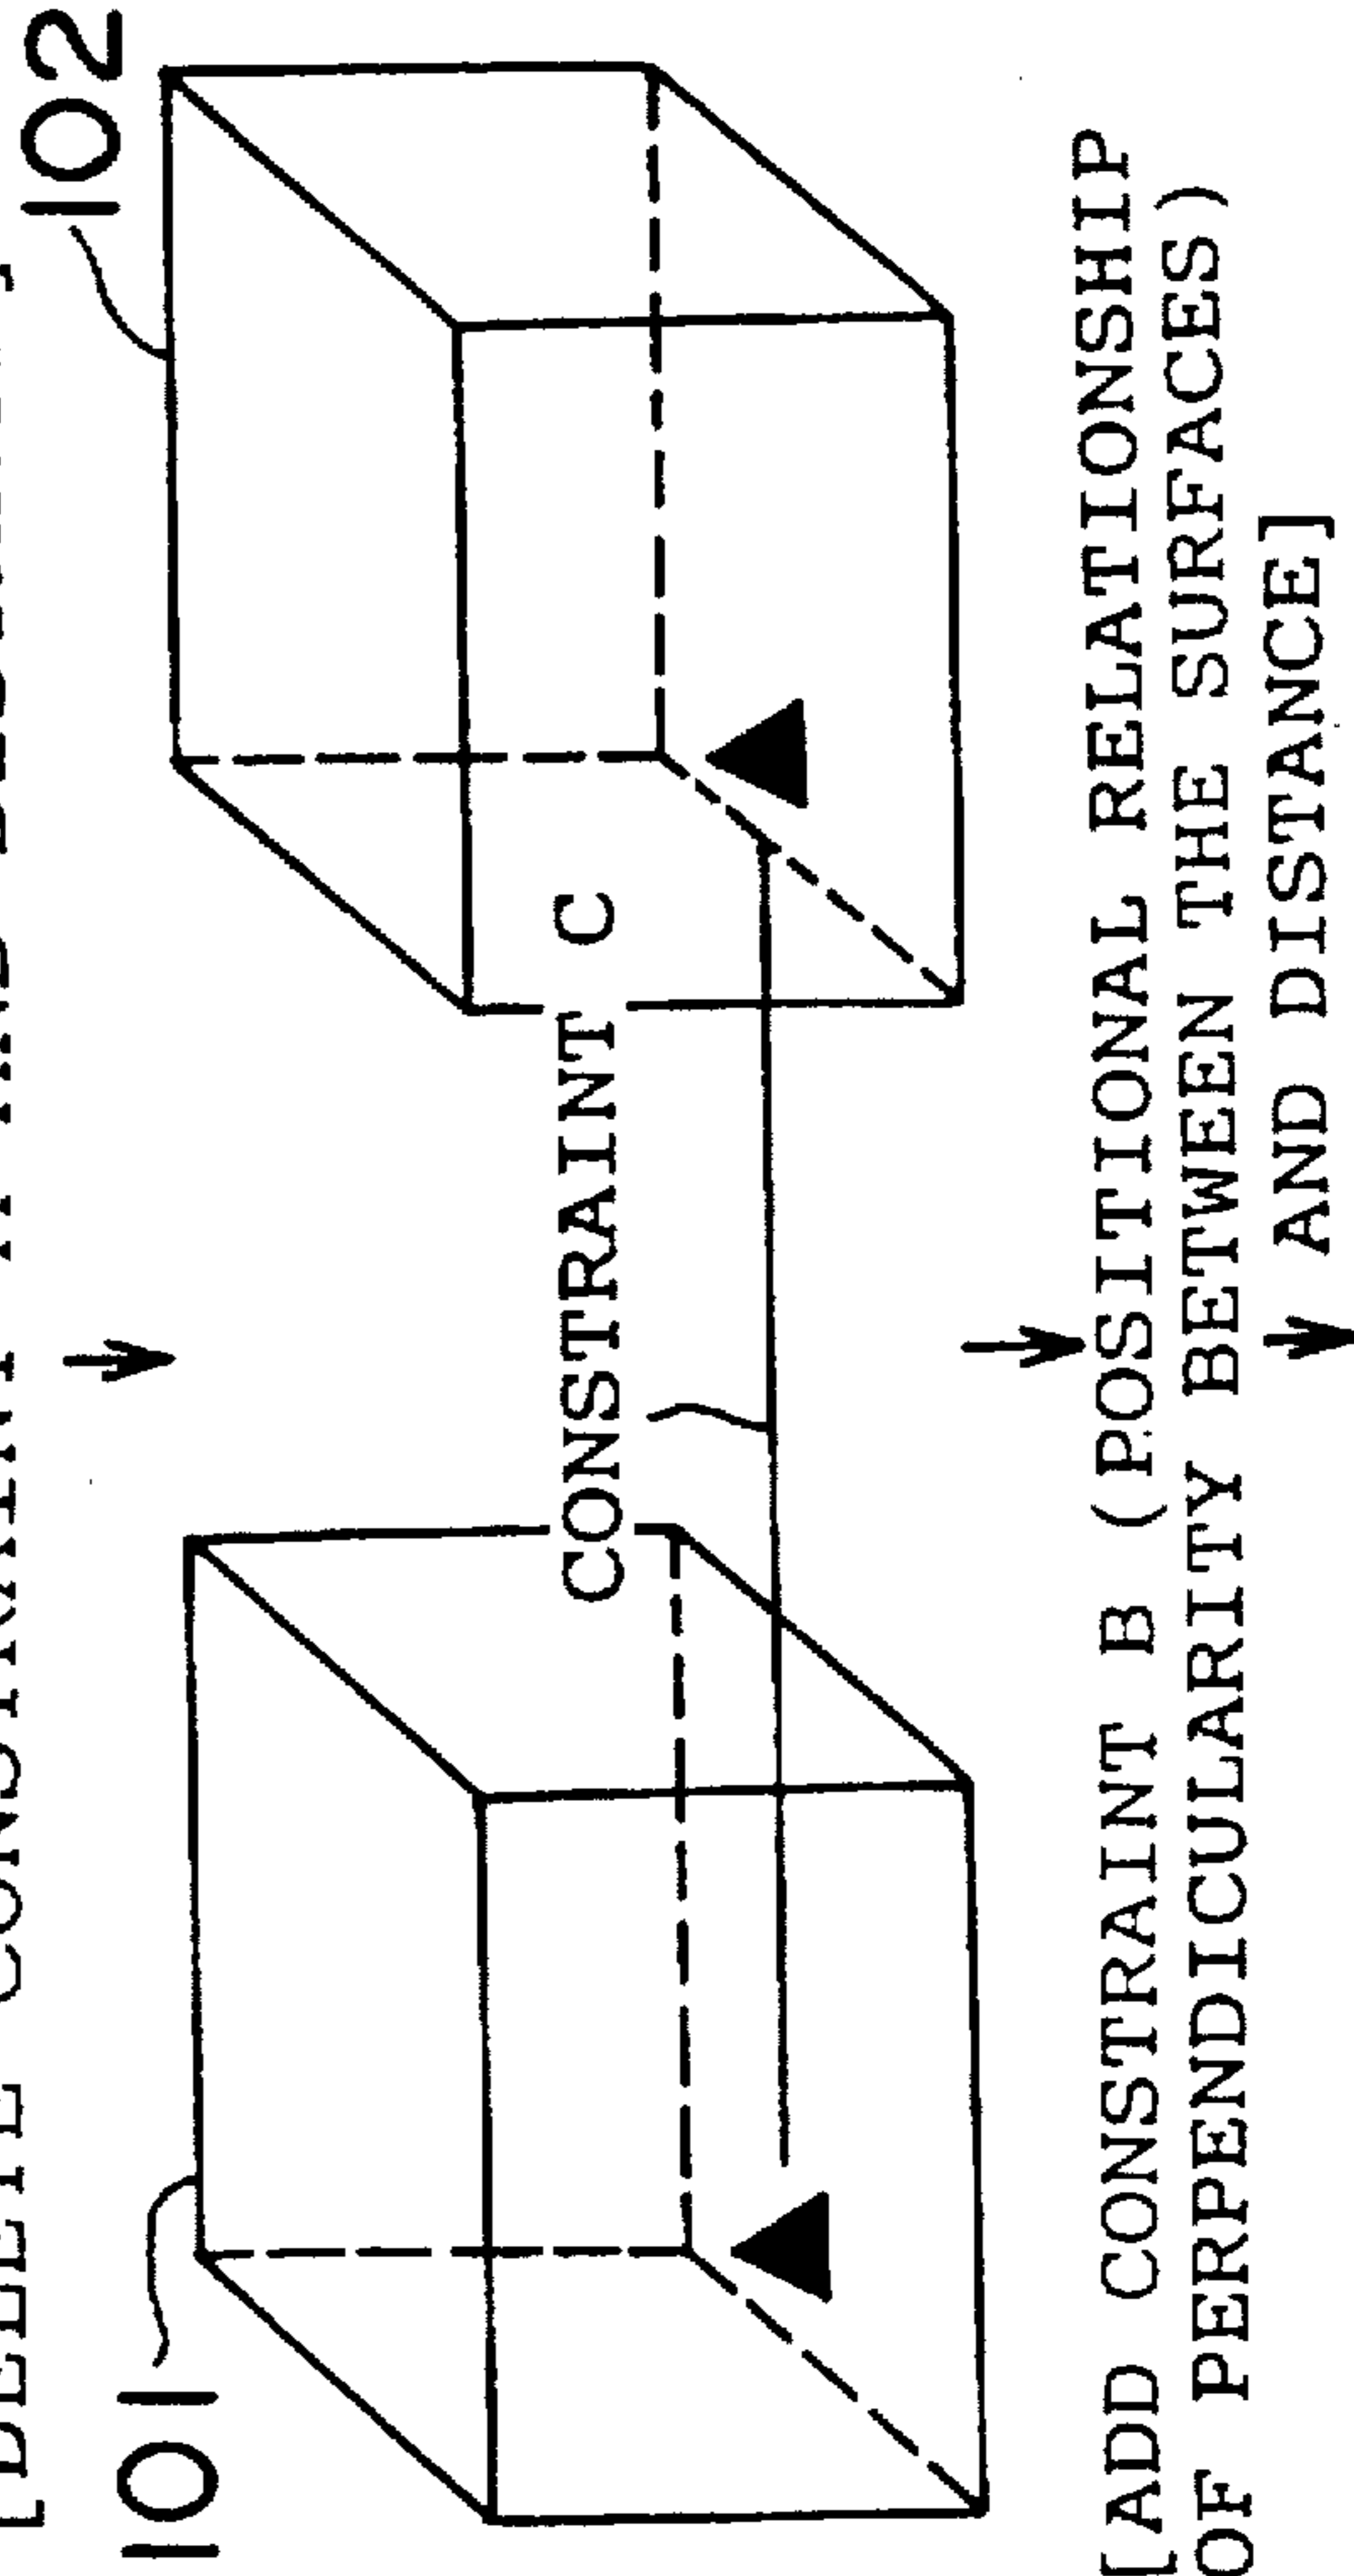 [DELETE CONSTRAINT A AND
102
101
CONSTRAINT C
[ADD CONSTRAINT B (POSITIONAL RELATIONSHIP
OF PERPENDICULARITY BETWEEN THE SURFACES)
AND DISTANCE]